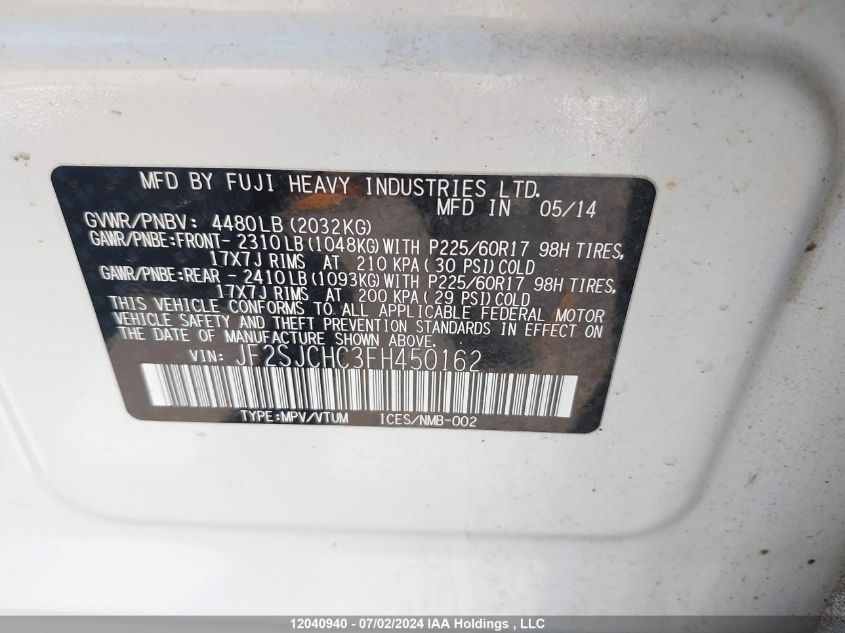 MFD BY FUJI HEAVY INDUSTRIES LTD.
MFD IN 05/14
GVWR/PNBV: 4480LB (2032KG)
GAWR/PNBE:FRONT- 2310LB(1048KG)WITH P225/60R17 98H TIRES,
17X7J RIMS AT 210 KPA( 30 PSI)COLD
GAWR/PNBE:REAR - 2410LB(1093KG)WITH P225/60R17 98H TIRES,
17X7J RIMS AT 200 KPA( 29 PSI)COLD
THIS VEHICLE CONFORMS TO ALL APPLICABLE FEDERAL MOTOR
VEHICLE SAFETY AND THEFT PREVENTION STANDARDS IN EFFECT ON
THE DATE OF MANUFACTURE SHOWN ABOVE.
VIN: JF2SJCHC3FH450162
TYPE:MPV/VTUM ICES/NMB-002
12040940 - 07/02/2024 IAA Holdings , LLC